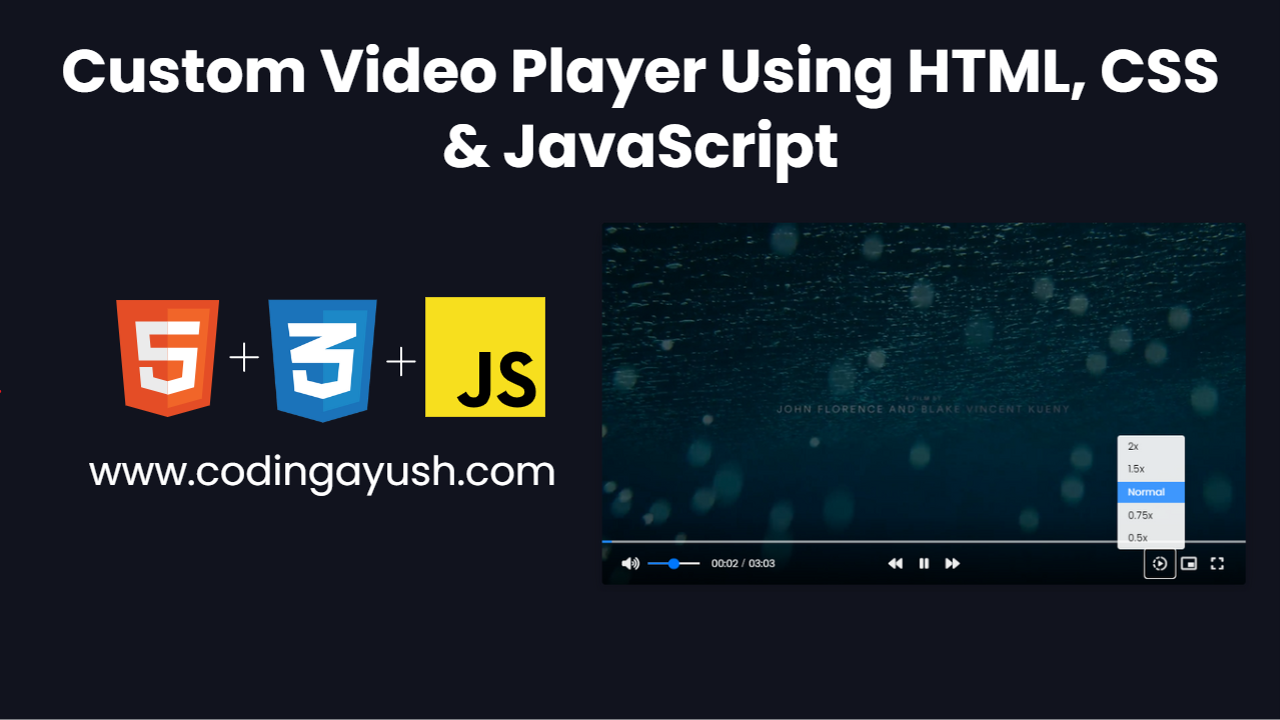 Custom Video Player Using HTML, CSS
& JavaScript
5 + 3 + JS
www.codingayush.com
A FILM BY
JOHN FLORENCE AND BLAKE VINCENT KUENY
2x
1.5x
Normal
0.75x
0.5x
00:02 / 03:03